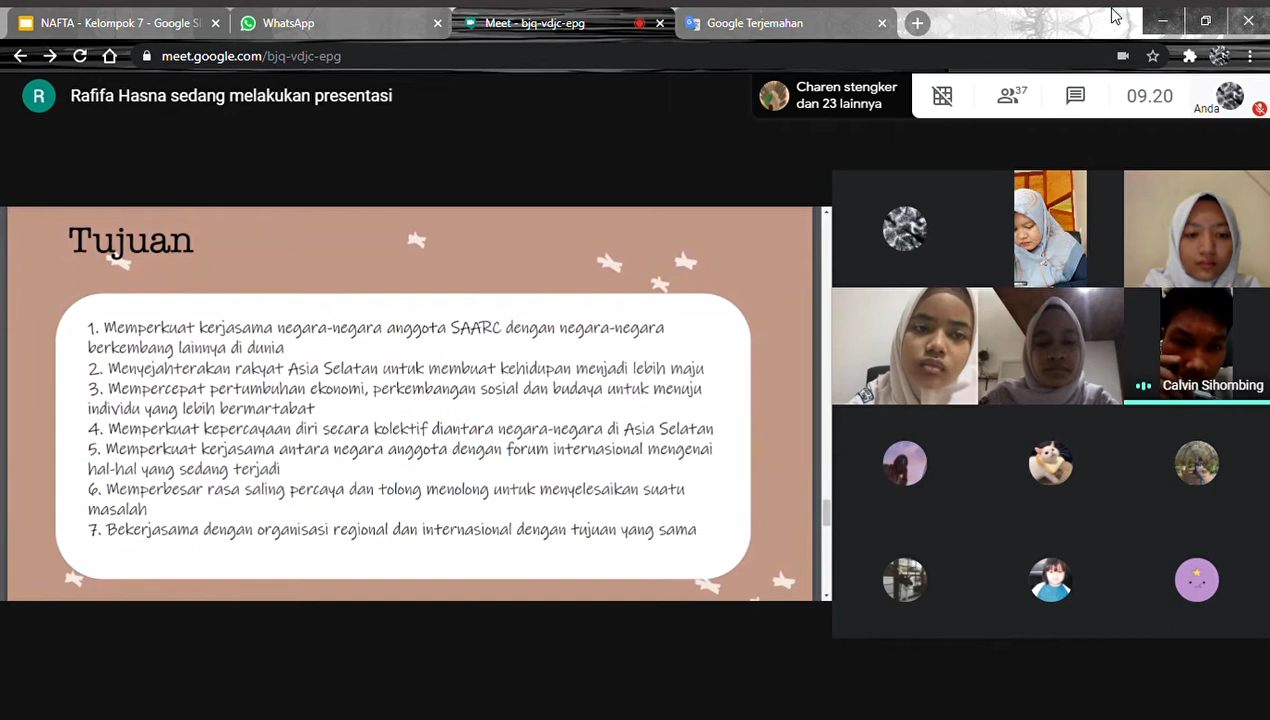 NAFTA - Kelompok 7 - Google Sl
WhatsApp
Meet - bjq-vdjc-epg
Google Terjemahan
meet.google.com/bjq-vdjc-epg
R
Rafifa Hasna sedang melakukan presentasi
Charen stengker
dan 23 lainnya
37
09.20
Anda
Tujuan
1. Memperkuat kerjasama negara-negara anggota SAARC dengan negara-negara
berkembang lainnya di dunia
2. Menyejahterakan rakyat Asia Selatan untuk membuat kehidupan menjadi lebih maju
3. Mempercepat pertumbuhan ekonomi, perkembangan sosial dan budaya untuk menuju
individu yang lebih bermartabat
4. Memperkuat kepercayaan diri secara kolektif diantara negara-negara di Asia Selatan
5. Memperkuat kerjasama antara negara anggota dengan forum internasional mengenai
hal-hal yang sedang terjadi
6. Memperbesar rasa saling percaya dan tolong menolong untuk menyelesaikan suatu
masalah
7. Bekerjasama dengan organisasi regional dan internasional dengan tujuan yang sama
Calvin Sihombing